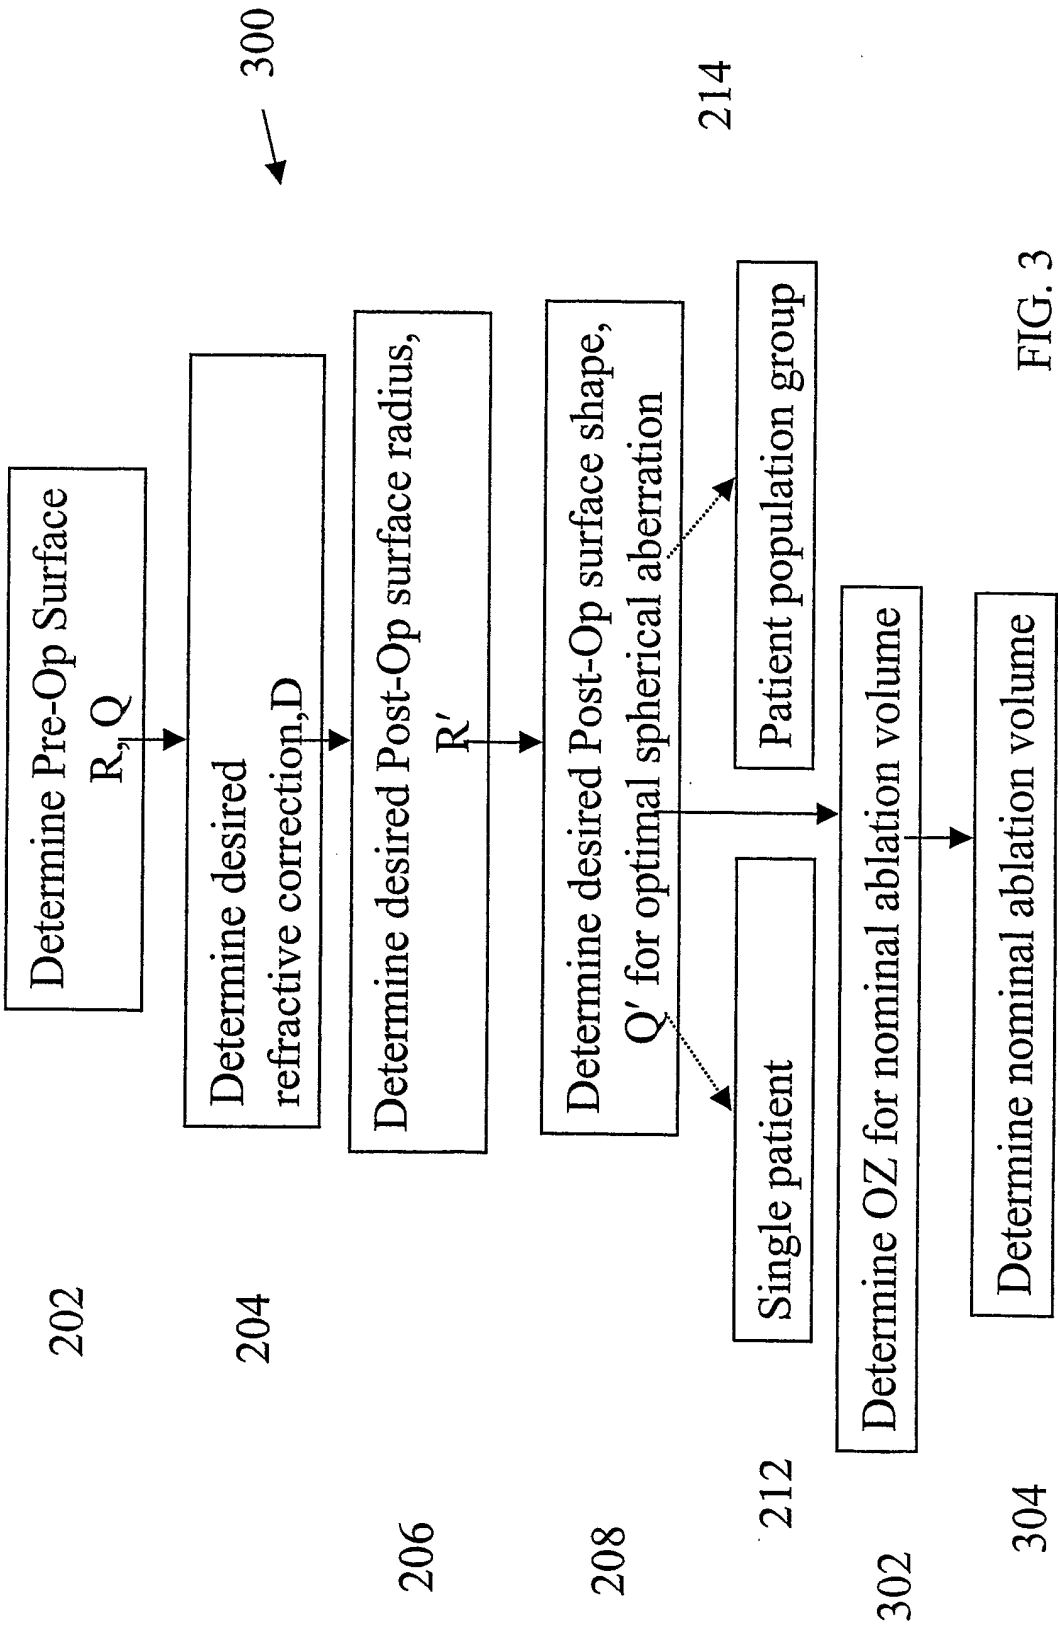 300
202
Determine Pre-Op Surface
R, Q
204
Determine desired
refractive correction,D
206
Determine desired Post-Op surface radius,
R′
208
Determine desired Post-Op surface shape,
Q′ for optimal spherical aberration
212
Single patient
Patient population group
214
302
Determine OZ for nominal ablation volume
304
Determine nominal ablation volume
FIG. 3